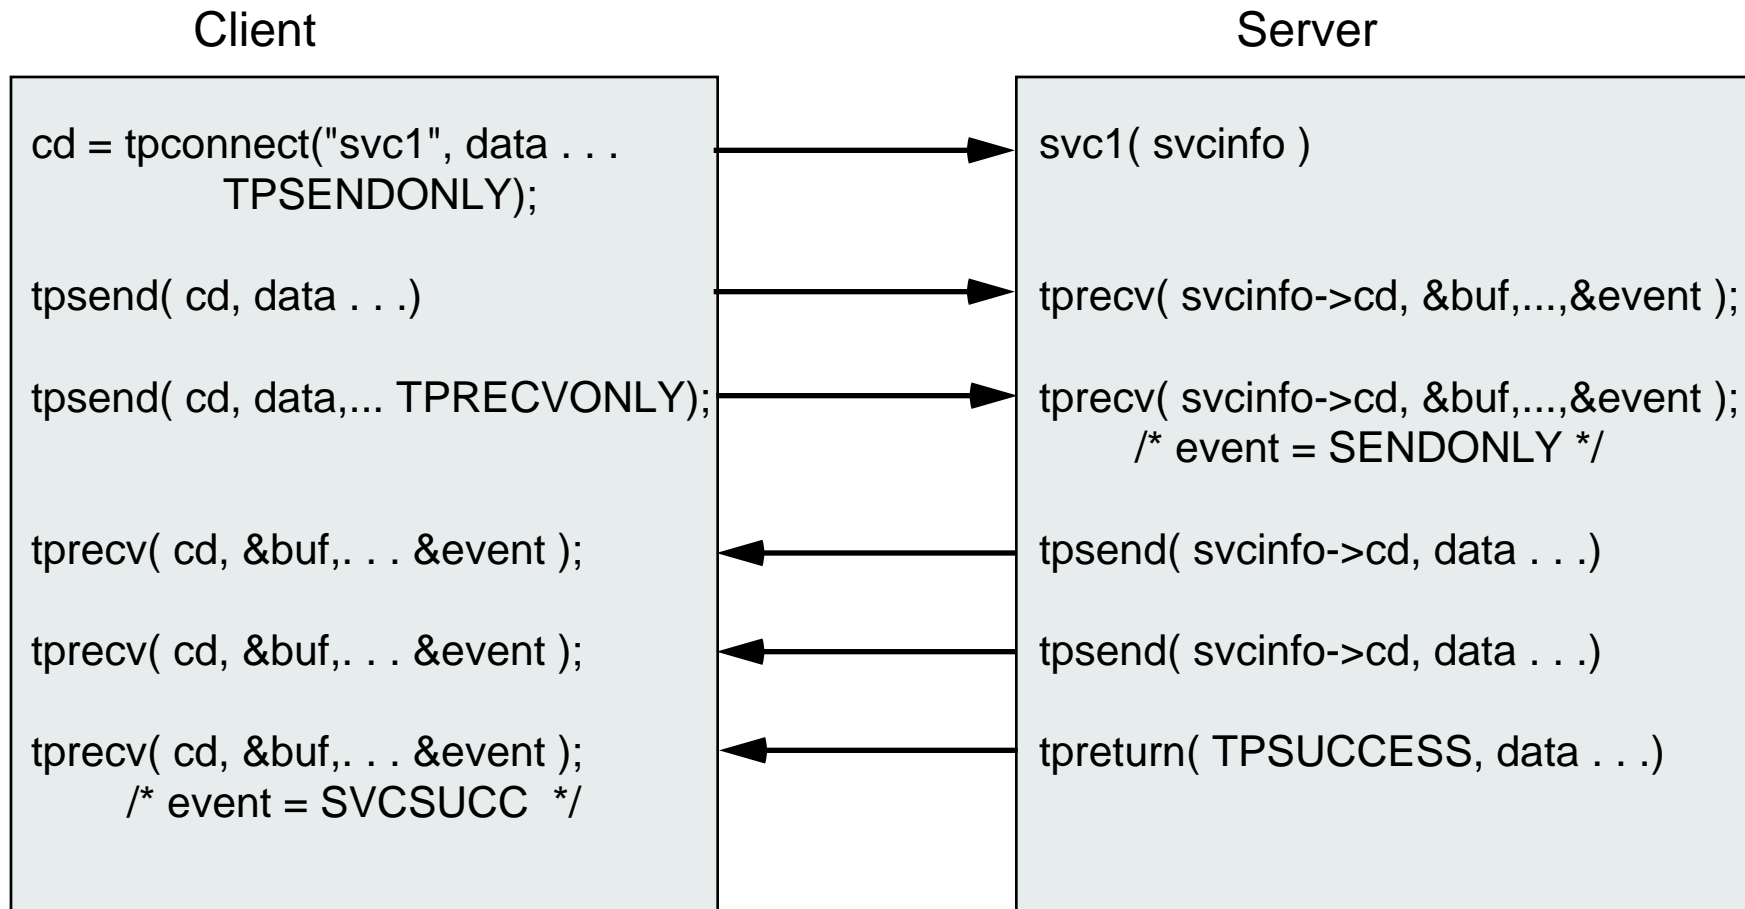 Client
Server
cd = tpconnect("svc1", data . . .
TPSENDONLY);
tpsend( cd, data . . .)
tpsend( cd, data,... TPRECVONLY);
tprecv( cd, &buf,. . . &event );
tprecv( cd, &buf,. . . &event );
tprecv( cd, &buf,. . . &event );
/* event = SVCSUCC  */
svc1( svcinfo )
tprecv( svcinfo->cd, &buf,...,&event );
tprecv( svcinfo->cd, &buf,...,&event );
/* event = SENDONLY */
tpsend( svcinfo->cd, data . . .)
tpsend( svcinfo->cd, data . . .)
tpreturn( TPSUCCESS, data . . .)